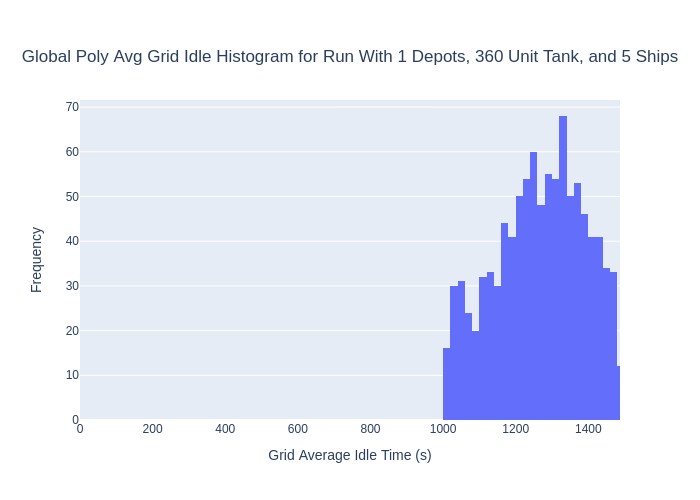 Global Poly Avg Grid Idle Histogram for Run With 1 Depots, 360 Unit Tank, and 5 Ships
70
60
50
40
30
20
10
0
Frequency
0 200 400 600 800 1000 1200 1400
Grid Average Idle Time (s)